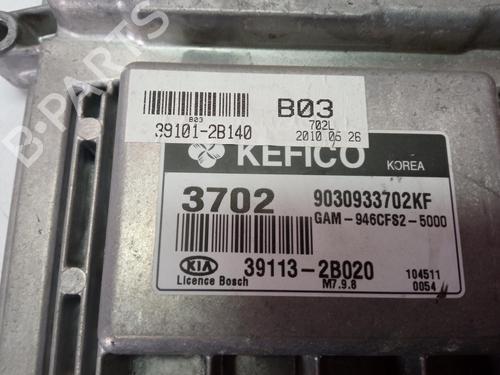 B03
39101-2B140
B03
702L
2010 05 26
KEFICO
KOREA
3702
9030933702KF
GAM-946CFS2-5000
KIA
39113-2B020
Licence Bosch
M7.9.8
104511
0054
B-PARTS